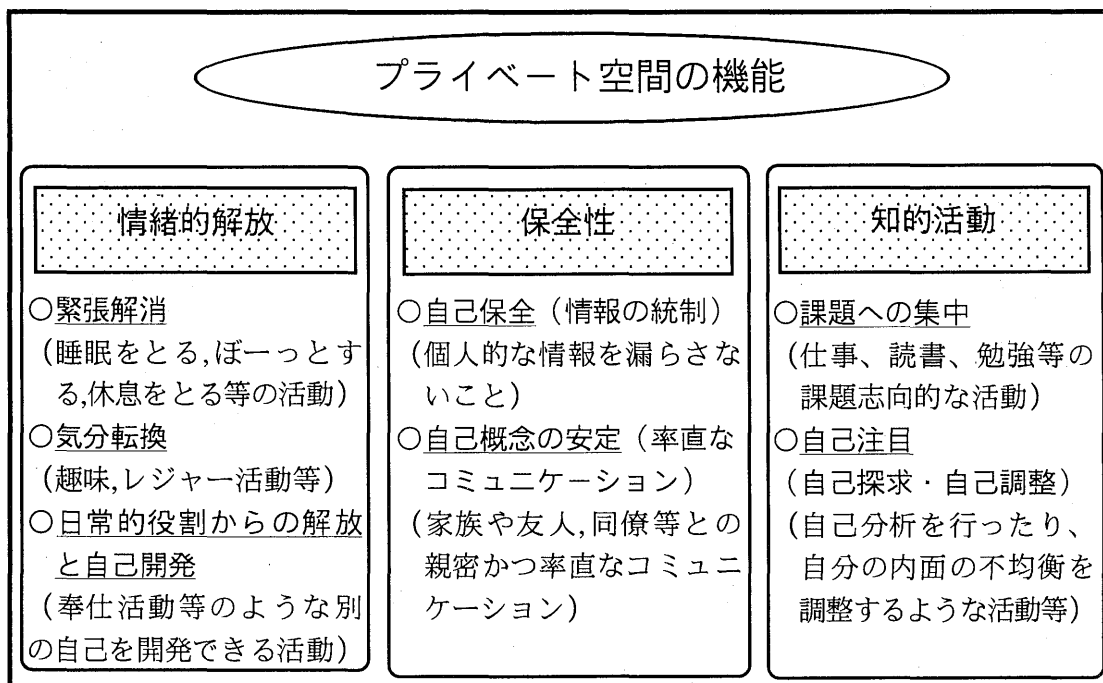 プライベート空間の機能
情緒的解放
○緊張解消
(睡眠をとる,ぼーっとす
る,休息をとる等の活動)
○気分転換
(趣味,レジャー活動等)
○日常的役割からの解放
と自己開発
(奉仕活動等のような別
の自己を開発できる活動)
保全性
○自己保全(情報の統制)
(個人的な情報を漏らさな
いこと)
○自己概念の安定(率直な
コミュニケーション)
(家族や友人,同僚等との
親密かつ率直なコミュニ
ケーション)
知的活動
○課題への集中
(仕事、読書、勉強等の
課題志向的な活動)
○自己注目
(自己探求・自己調整)
(自己分析を行ったり、
自分の内面の不均衡を
調整するような活動等)